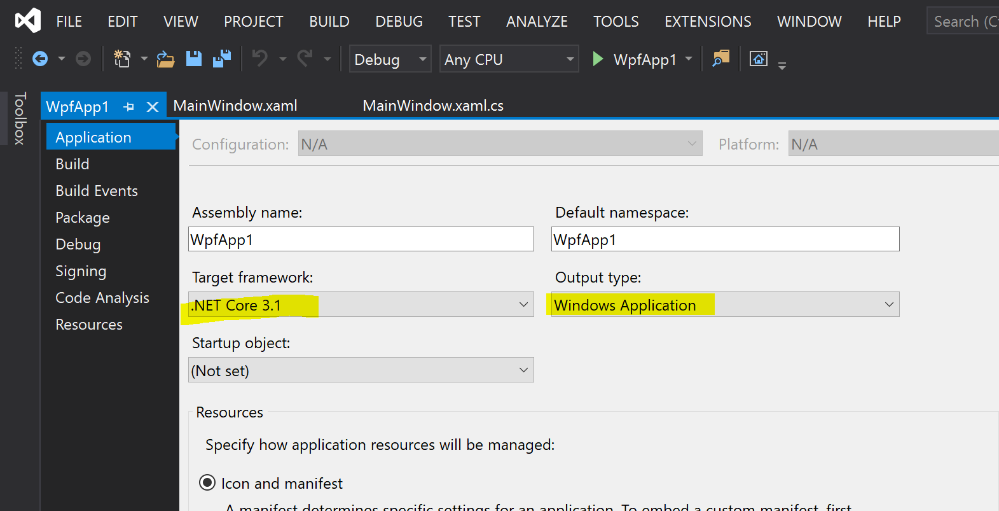 FILE EDIT VIEW PROJECT BUILD DEBUG TEST ANALYZE TOOLS EXTENSIONS WINDOW HELP Search (C
Debug Any CPU WpfApp1
Toolbox
WpfApp1 MainWindow.xaml MainWindow.xaml.cs
Application
Build
Build Events
Package
Debug
Signing
Code Analysis
Resources
Configuration: N/A Platform: N/A
Assembly name: Default namespace:
WpfApp1 WpfApp1
Target framework: Output type:
.NET Core 3.1 Windows Application
Startup object:
(Not set)
Resources
Specify how application resources will be managed:
Icon and manifest
A manifest determines specific settings for an application. To embed a custom manifest, first